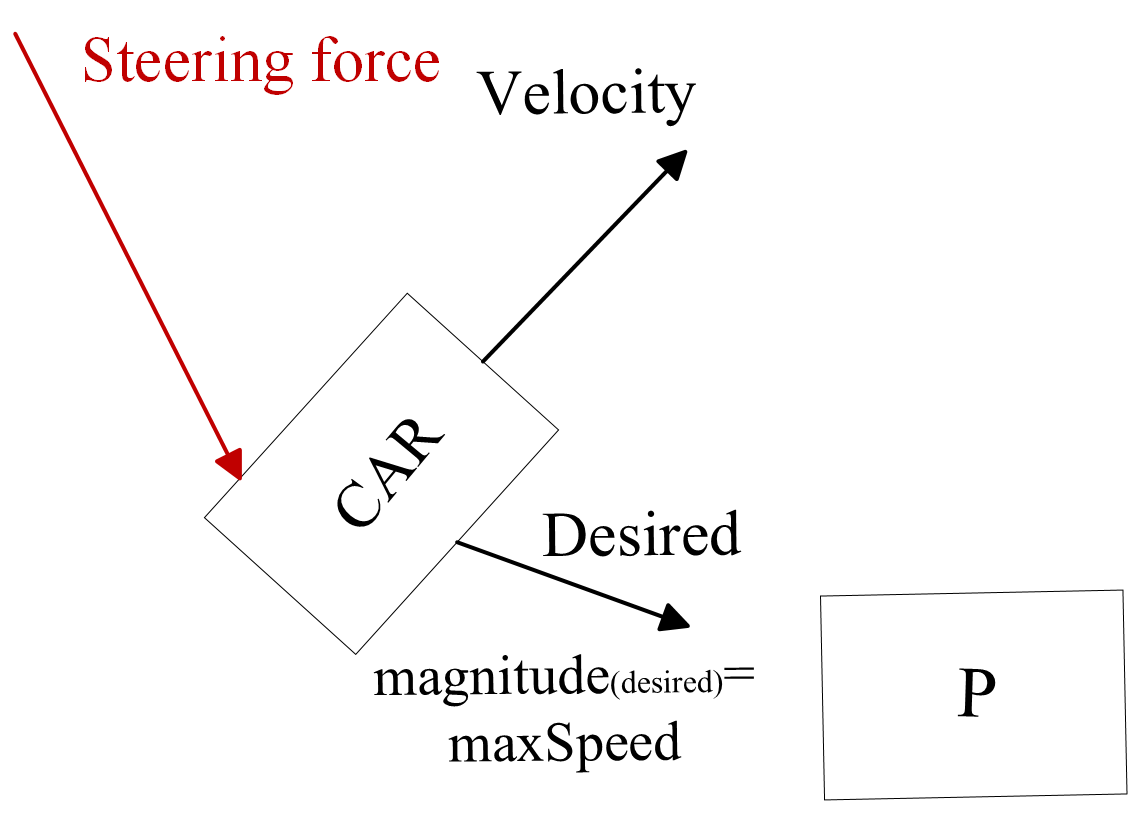 Steering force
Velocity
CAR
Desired
magnitude(desired)=
maxSpeed
P